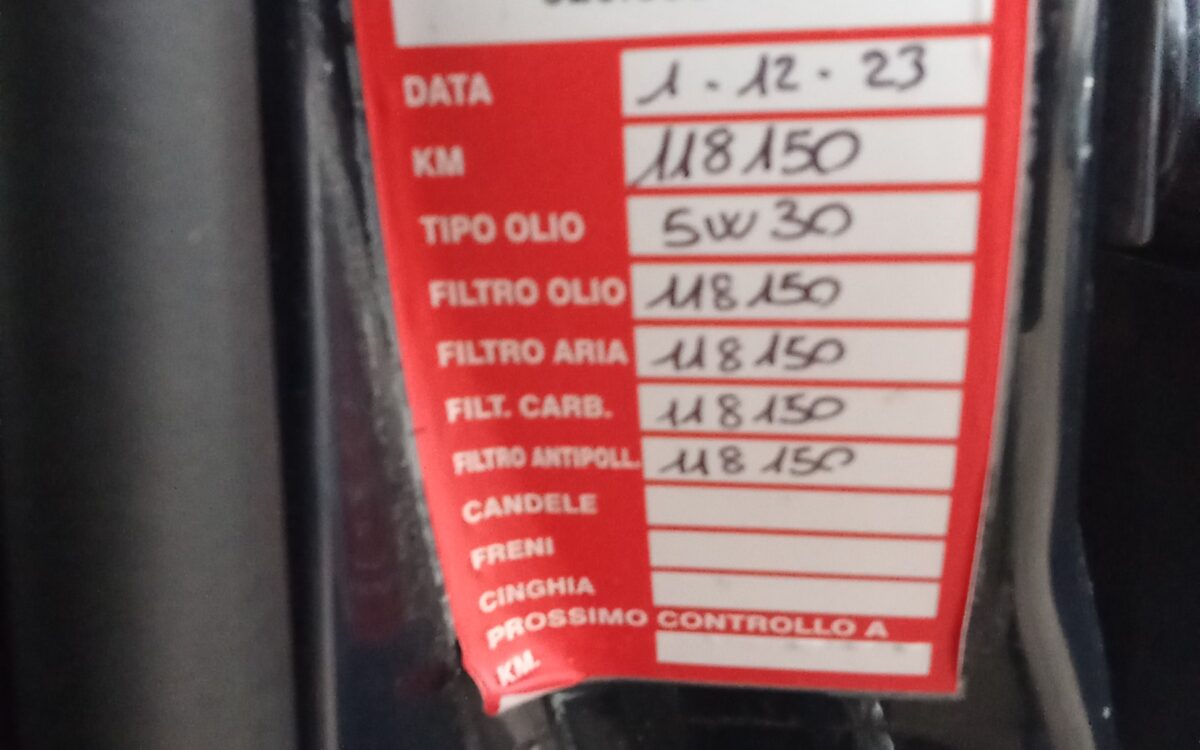 DATA 1-12-23
KM 118150
TIPO OLIO 5W30
FILTRO OLIO 118150
FILTRO ARIA 118150
FILT. CARB. 118150
FILTRO ANTIPOLL. 118150
CANDELE
FRENI
CINGHIA
PROSSIMO CONTROLLO A
KM.